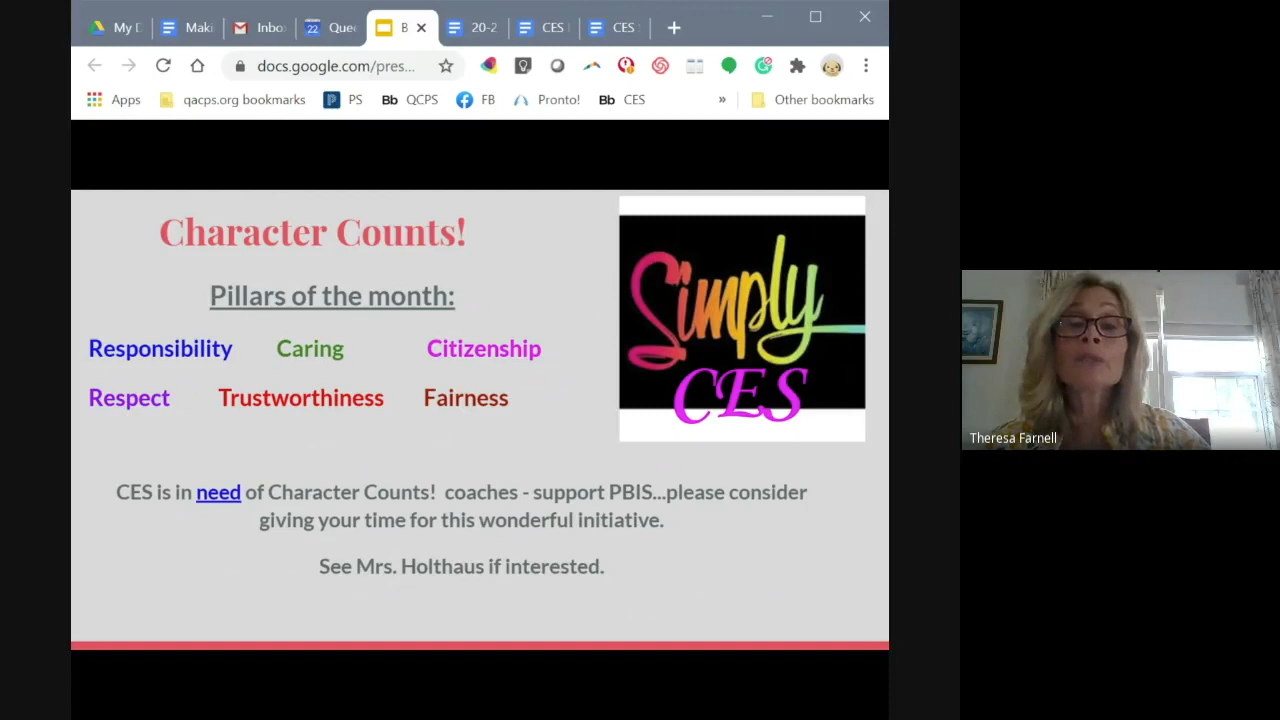 My D
Maki
Inbo
22
Que
B
20-2
CES
CES
docs.google.com/pres...
Apps
qacps.org bookmarks
PS
Bb QCPS
FB
Pronto!
Bb CES
»
Other bookmarks
Character Counts!
Pillars of the month:
Responsibility Caring Citizenship
Respect Trustworthiness Fairness
Simply
CES
CES is in need of Character Counts! coaches - support PBIS...please consider
giving your time for this wonderful initiative.
See Mrs. Holthaus if interested.
Theresa Farnell